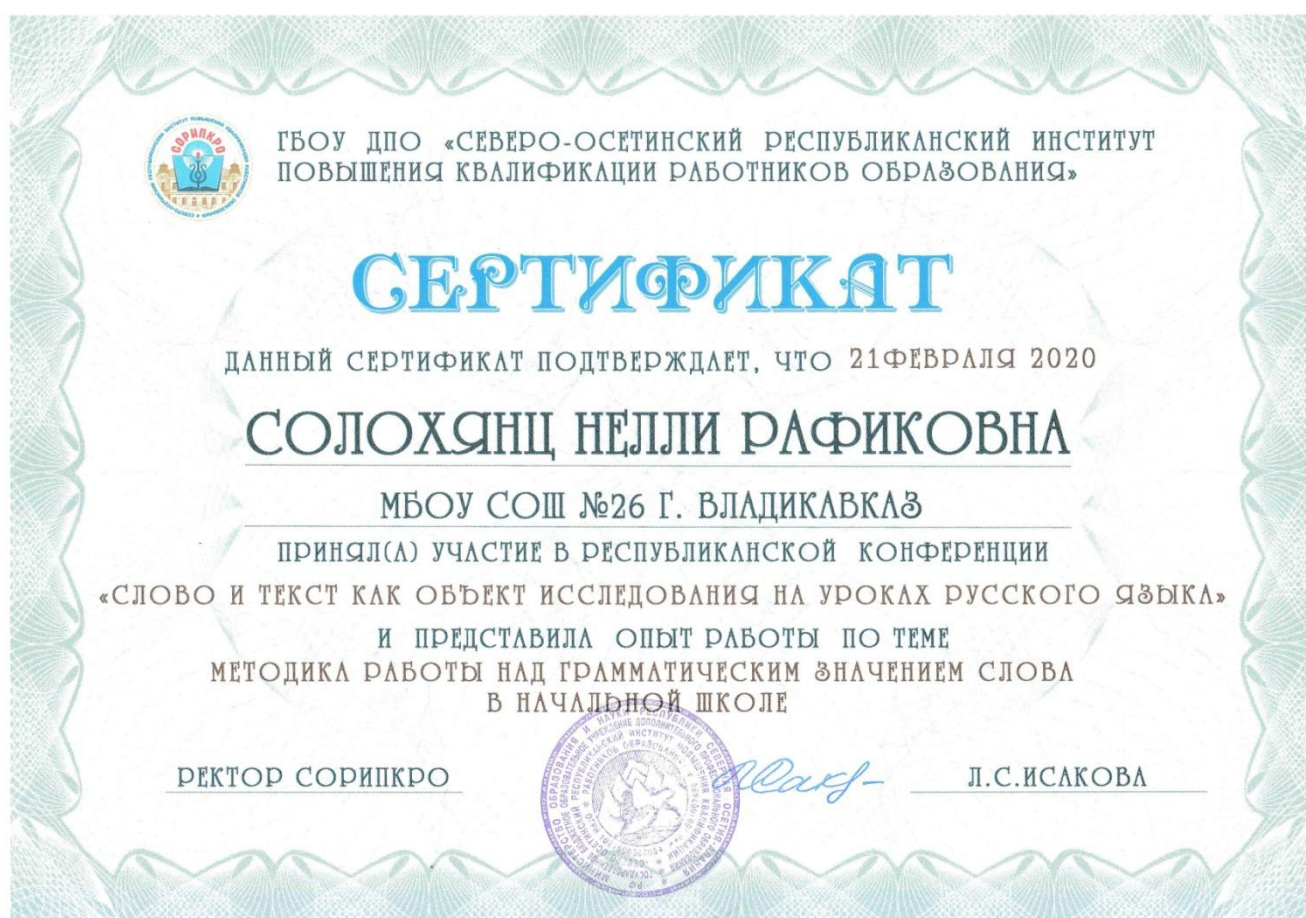 СОРИПКРО
ГБОУ ДПО «СЕВЕРО-ОСЕТИНСКИЙ РЕСПУБЛИКАНСКИЙ ИНСТИТУТ
ПОВЫШЕНИЯ КВАЛИФИКАЦИИ РАБОТНИКОВ ОБРАЗОВАНИЯ»
СЕРТИФИКАТ
ДАННЫЙ СЕРТИФИКАТ ПОДТВЕРЖДАЕТ, ЧТО 21ФЕВРАЛЯ 2020
СОЛОХЯНЦ НЕЛЛИ РАФИКОВНА
МБОУ СОШ №26 Г. ВЛАДИКАВКАЗ
ПРИНЯЛ(А) УЧАСТИЕ В РЕСПУБЛИКАНСКОЙ КОНФЕРЕНЦИИ
«СЛОВО И ТЕКСТ КАК ОБЪЕКТ ИССЛЕДОВАНИЯ НА УРОКАХ РУССКОГО ЯЗЫКА»
И ПРЕДСТАВИЛА ОПЫТ РАБОТЫ ПО ТЕМЕ
МЕТОДИКА РАБОТЫ НАД ГРАММАТИЧЕСКИМ ЗНАЧЕНИЕМ СЛОВА
В НАЧАЛЬНОЙ ШКОЛЕ
РЕКТОР СОРИПКРО
Л.С.ИСАКОВА